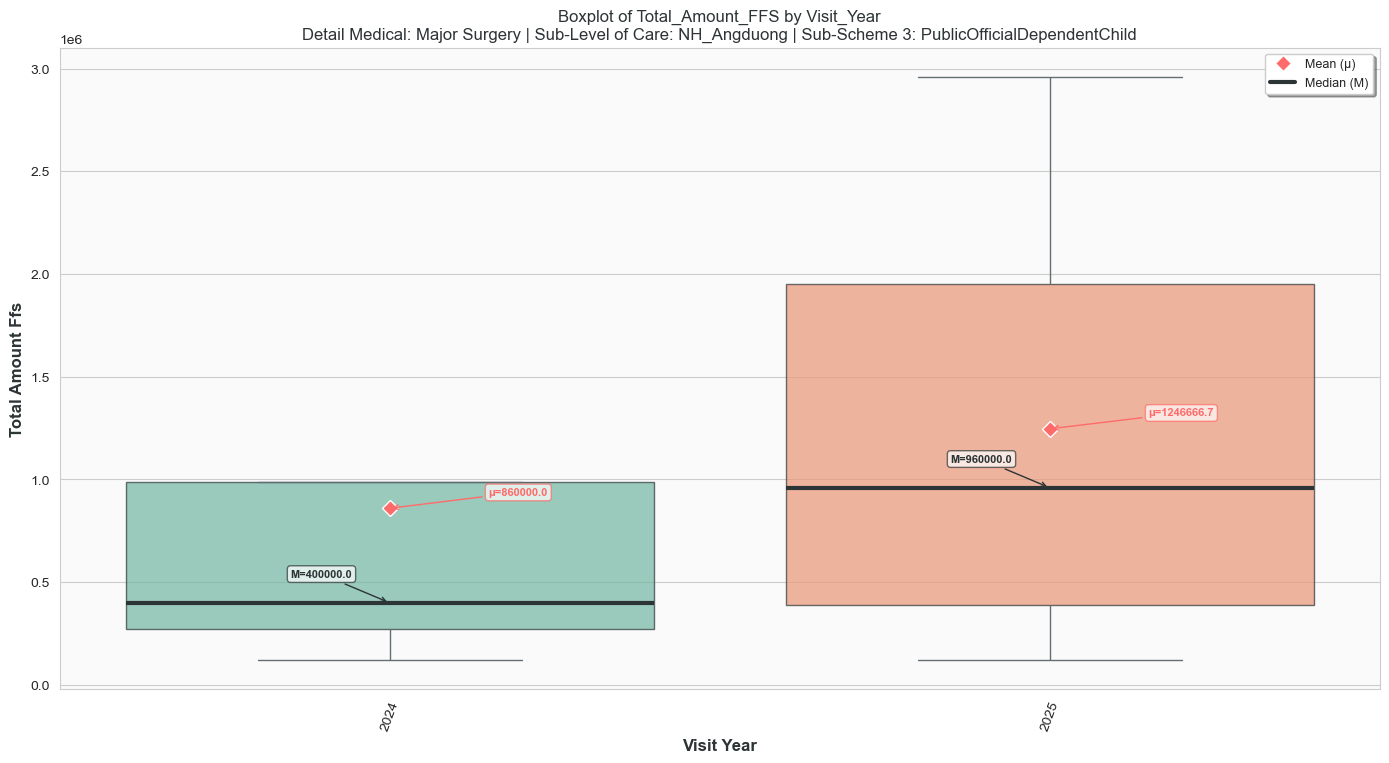 Boxplot of Total_Amount_FFS by Visit_Year
Detail Medical: Major Surgery | Sub-Level of Care: NH_Angduong | Sub-Scheme 3: PublicOfficialDependentChild
1e6
Mean (μ)
Median (M)
3.0
2.5
2.0
1.5
1.0
0.5
0.0
Total Amount Ffs
μ=860000.0
M=400000.0
μ=1246666.7
M=960000.0
2024
2025
Visit Year